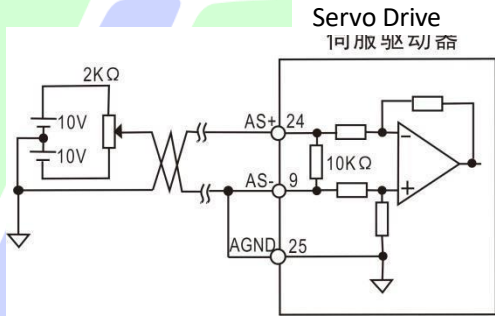 Servo Drive
伺服驱动器
2KΩ
10V
10V
AS+ 24
10KΩ
AS- 9
AGND 25
-
+